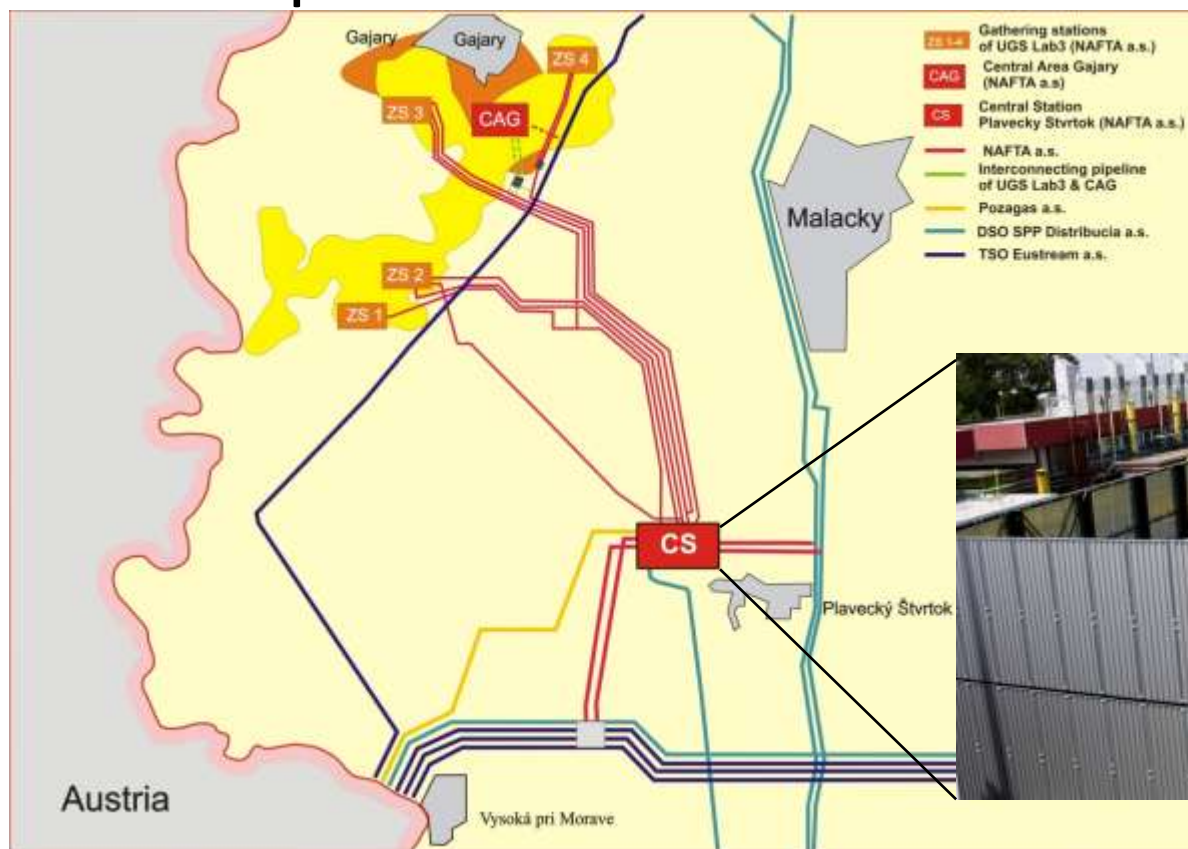 Gajary
Gajary
ZS 4
ZS 3
CAG
ZS 2
ZS 1
Malacky
CS
Plavecký Štvrtok
Austria
Vysoká pri Morave
ZS 1-4
Gathering stations
of UGS Lab3 (NAFTA a.s.)
CAG
Central Area Gajary
(NAFTA a.s)
CS
Central Station
Plavecky Stvrtok (NAFTA a.s.)
NAFTA a.s.
Interconnecting pipeline
of UGS Lab3 & CAG
Pozagas a.s.
DSO SPP Distribucia a.s.
TSO Eustream a.s.